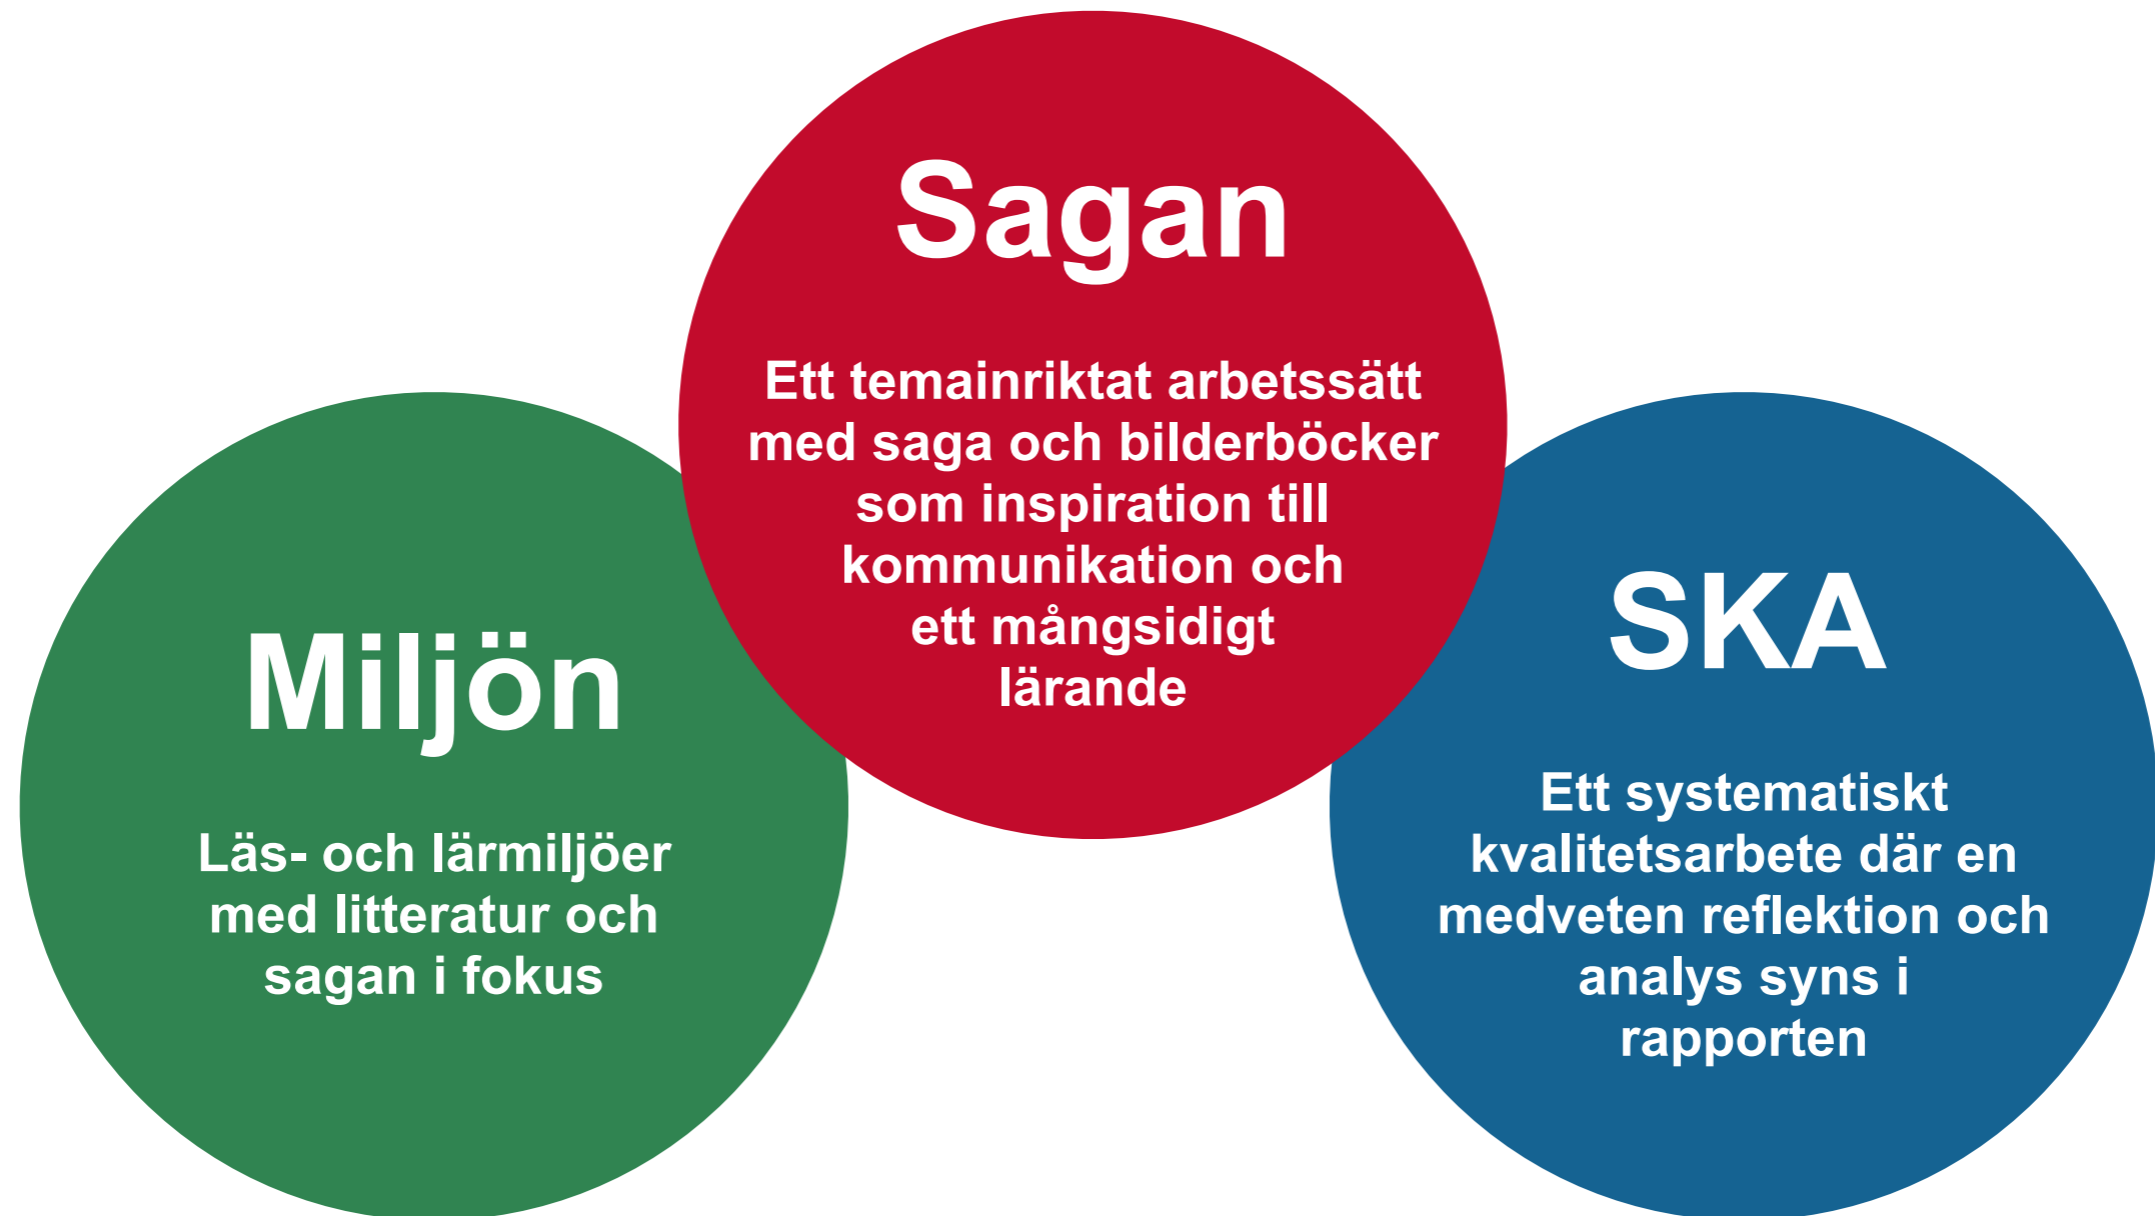 Sagan
Ett temainriktat arbetssätt
med saga och bilderböcker
som inspiration till
kommunikation och
ett mångsidigt
lärande
Miljön
Läs- och lärmiljöer
med litteratur och
sagan i fokus
SKA
Ett systematiskt
kvalitetsarbete där en
medveten reflektion och
analys syns i
rapporten